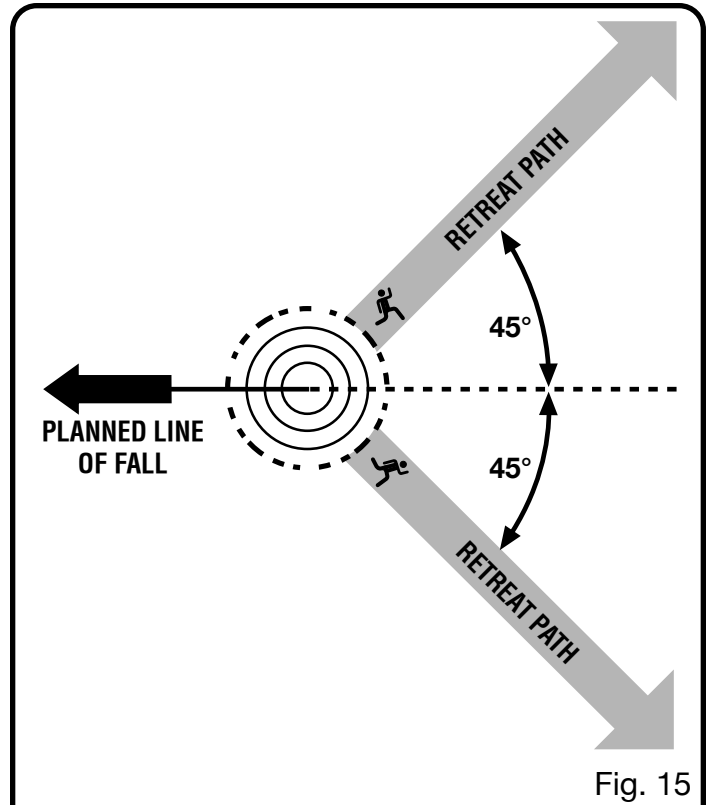 RETREAT PATH
45°
PLANNED LINE
OF FALL
45°
RETREAT PATH
Fig. 15